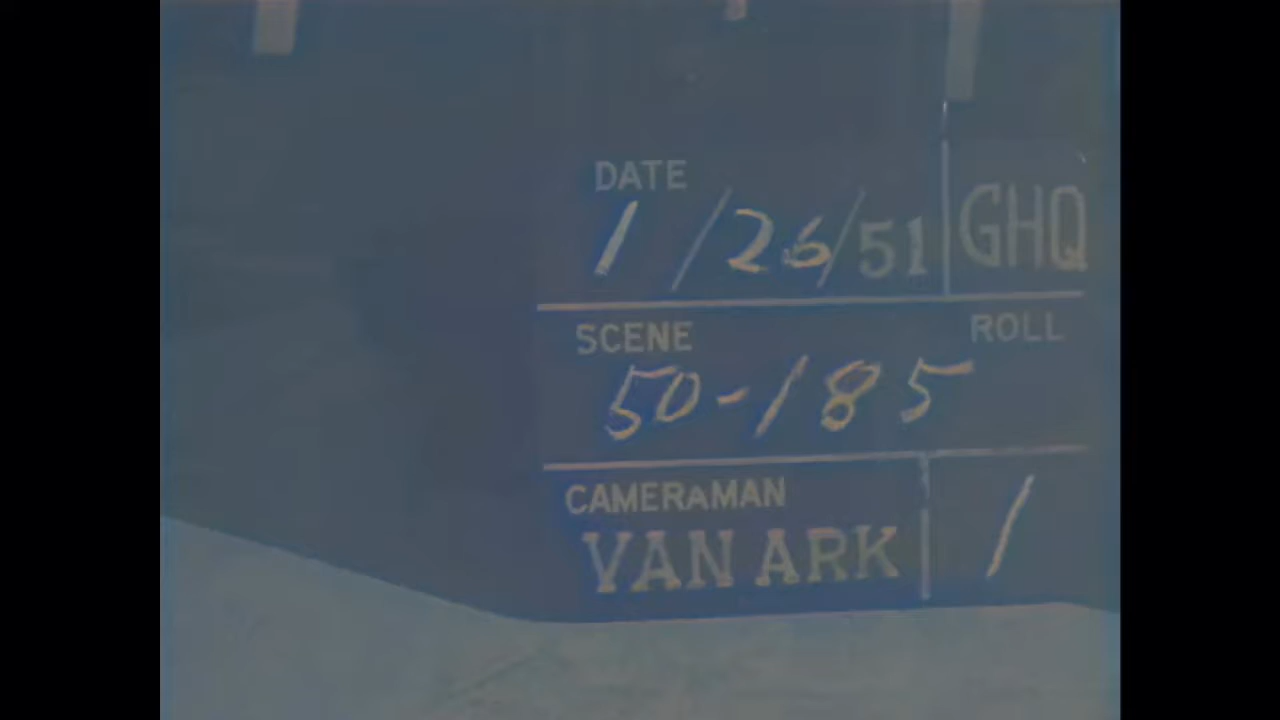 DATE
1/26/51 GHQ
SCENE ROLL
50-185
CAMERAMAN
VAN ARK 1